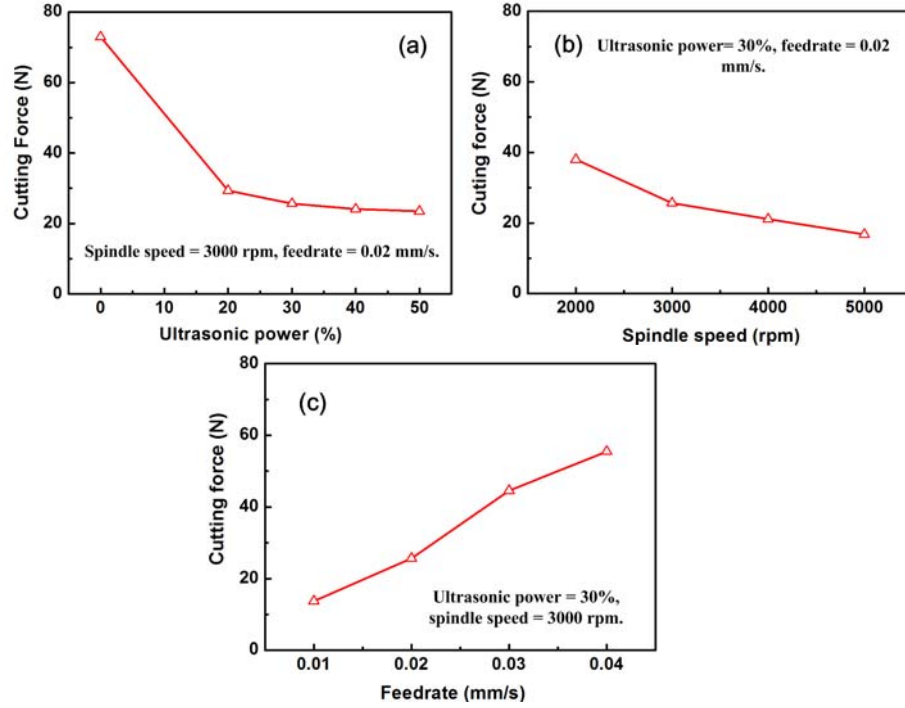 (a)
Cutting Force (N)
80
60
40
20
0
Spindle speed = 3000 rpm, feedrate = 0.02 mm/s.
0 10 20 30 40 50
Ultrasonic power (%)
(b)
Ultrasonic power= 30%, feedrate = 0.02
mm/s.
Cuting force (N)
80
60
40
20
0
2000 3000 4000 5000
Spindle speed (rpm)
(c)
Cutting force (N)
80
60
40
20
0
Ultrasonic power = 30%,
spindle speed = 3000 rpm.
0.01 0.02 0.03 0.04
Feedrate (mm/s)